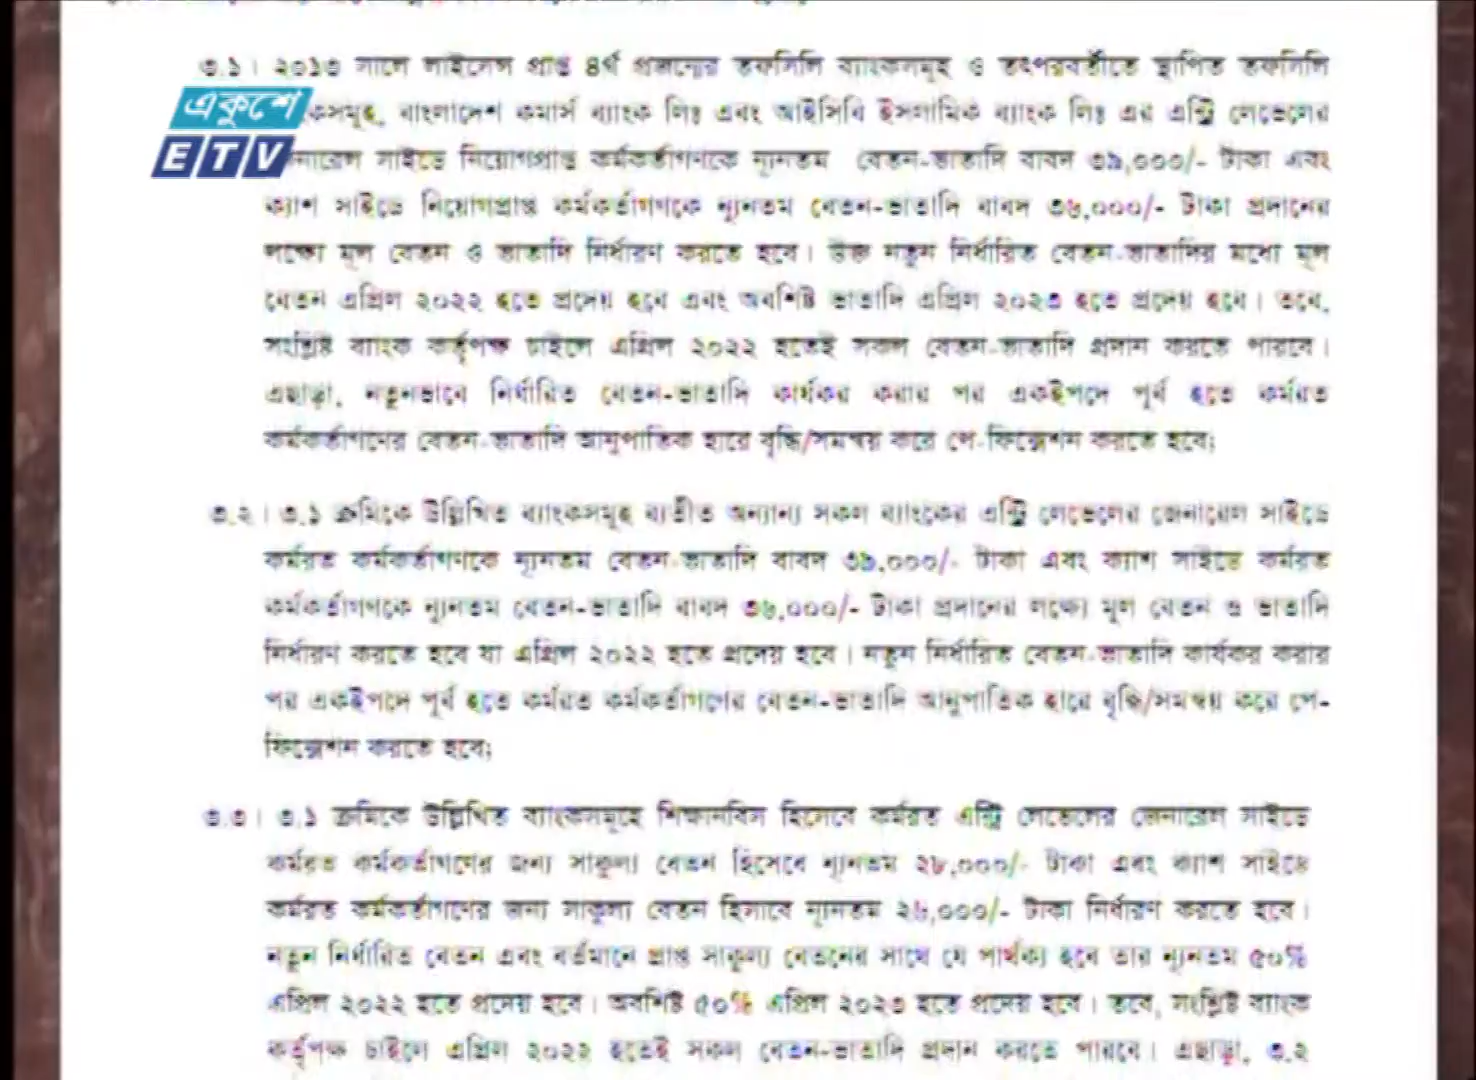 ৩.১। ২০১৩ সালে লাইসেন্স প্রাপ্ত ৪র্থ প্রজন্মের তফসিলি ব্যাংকসমূহ ও তৎপরবর্তীতে স্থাপিত তফসিলি
একুশে
ETV
কসমূহ, বাংলাদেশ কমার্স ব্যাংক লিঃ এবং আইসিবি ইসলামিক ব্যাংক লিঃ এর এন্ট্রি লেভেলের
নারেল সাইডে নিয়োগপ্রাপ্ত কর্মকর্তাগণকে ন্যূনতম বেতন-ভাতাদি বাবদ ৩৯,০০০/- টাকা এবং
ক্যাশ সাইডে নিয়োগপ্রাপ্ত কর্মকর্তাগণকে ন্যূনতম বেতন-ভাতাদি বাবদ ৩৬,০০০/- টাকা প্রদানের
লক্ষ্যে মূল বেতন ও ভাতাদি নির্ধারণ করতে হবে। উক্ত নতুন নির্ধারিত বেতন-ভাতাদির মধ্যে মূল
বেতন এপ্রিল ২০২২ হতে প্রদেয় হবে এবং অবশিষ্ট ভাতাদি এপ্রিল ২০২৩ হতে প্রদেয় হবে। তবে,
সংশ্লিষ্ট ব্যাংক কর্তৃপক্ষ চাইলে এপ্রিল ২০২২ হতেই সকল বেতন-ভাতাদি প্রদান করতে পারবে।
এছাড়া, নতুনভাবে নির্ধারিত বেতন-ভাতাদি কার্যকর করার পর একইপদে পূর্ব হতে কর্মরত
কর্মকর্তাগনের বেতন-ভাতাদি আনুপাতিক হারে বৃদ্ধি/সমন্বয় করে পে-ফিক্সেশন করতে হবে;
৩.২। ৩.১ ক্রমিকে উল্লিখিত ব্যাংকসমূহ ব্যতীত অন্যান্য সকল ব্যাংকের এন্ট্রি লেভেলের জেনারেল সাইডে
কর্মরত কর্মকর্তাগণকে ন্যূনতম বেতন-ভাতাদি বাবদ ৩৯,০০০/- টাকা এবং ক্যাশ সাইডে কর্মরত
কর্মকর্তাগণকে ন্যূনতম বেতন-ভাতাদি বাবদ ৩৬,০০০/- টাকা প্রদানের লক্ষ্যে মূল বেতন ও ভাতাদি
নির্ধারণ করতে হবে যা এপ্রিল ২০২২ হতে প্রদেয় হবে। নতুন নির্ধারিত বেতন-ভাতাদি কার্যকর করার
পর একইপদে পূর্ব হতে কর্মরত কর্মকর্তাগণের বেতন-ভাতাদি আনুপাতিক হারে বৃদ্ধি/সমন্বয় করে পে-
ফিক্সেশন করতে হবে;
৩.৩। ৩.১ ক্রমিকে উল্লিখিত ব্যাংকসমূহে শিক্ষানবিস হিসেবে কর্মরত এন্ট্রি লেভেলের জেনারেল সাইডে
কর্মরত কর্মকর্তাগণের জন্য সাকুল্য বেতন হিসেবে ন্যূনতম ২৮,০০০/- টাকা এবং ক্যাশ সাইডে
কর্মরত কর্মকর্তাগণের জন্য সাকুল্য বেতন হিসাবে ন্যূনতম ২৬,০০০/- টাকা নির্ধারণ করতে হবে।
নতুন নির্ধারিত বেতন এবং বর্তমানে প্রাপ্ত সাকুল্য বেতনের সাথে যে পার্থক্য হবে তার ন্যূনতম ৫০%
এপ্রিল ২০২২ হতে প্রদেয় হবে। অবশিষ্ট ৫০% এপ্রিল ২০২৩ হতে প্রদেয় হবে। তবে, সংশ্লিষ্ট ব্যাংক
কর্তৃপক্ষ চাইলে এপ্রিল ২০২২ হতেই সকল বেতন-ভাতাদি প্রদান করতে পারবে। এছাড়া, ৩.২